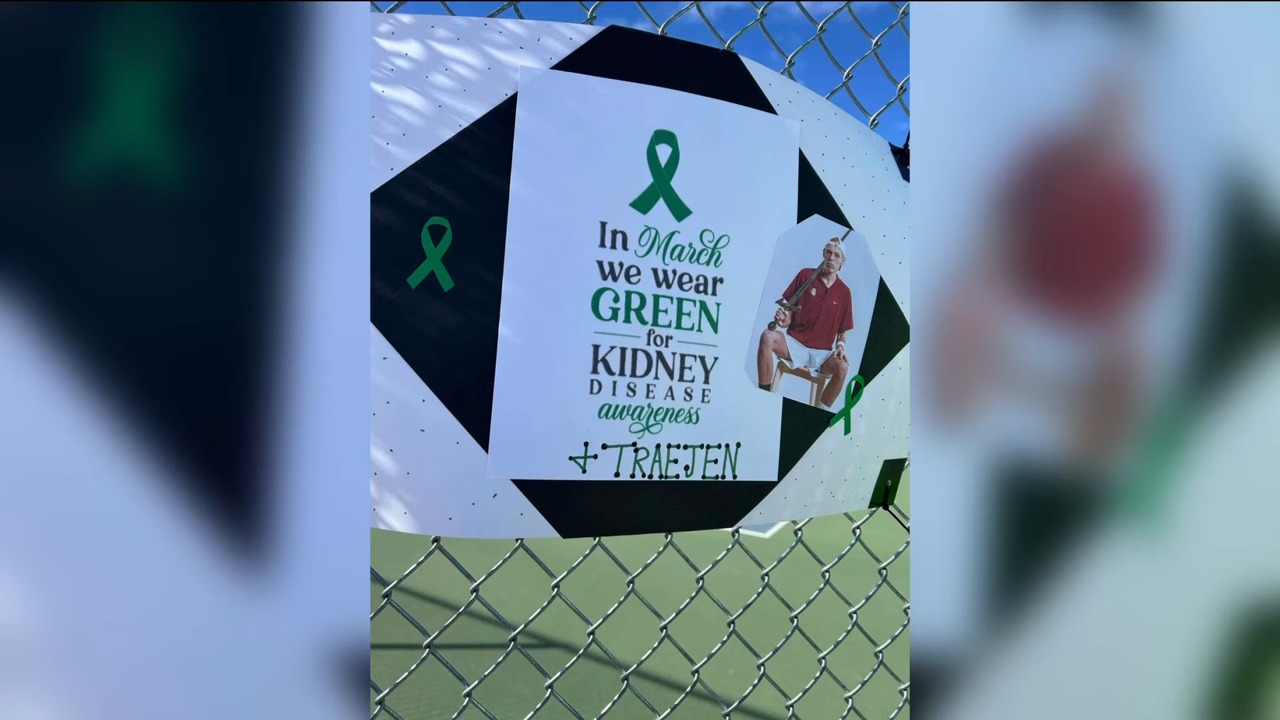 In March
we wear
GREEN
for
KIDNEY
DISEASE
awareness
+ TRAEJEN